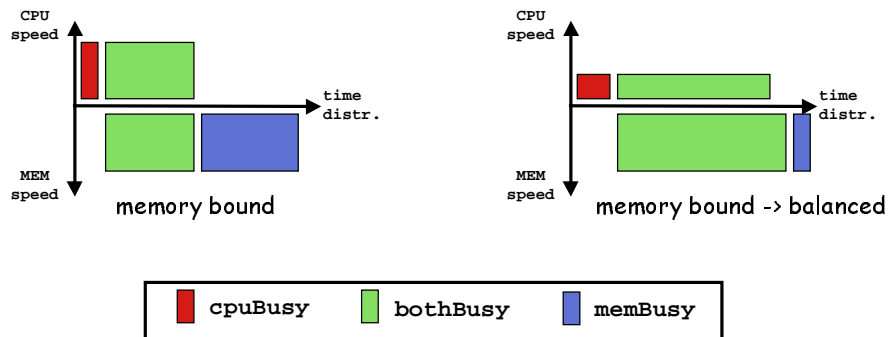 CPU
speed
time
distr.
MEM
speed
memory bound
CPU
speed
time
distr.
MEM
speed
memory bound -> balanced
cpuBusy
bothBusy
memBusy